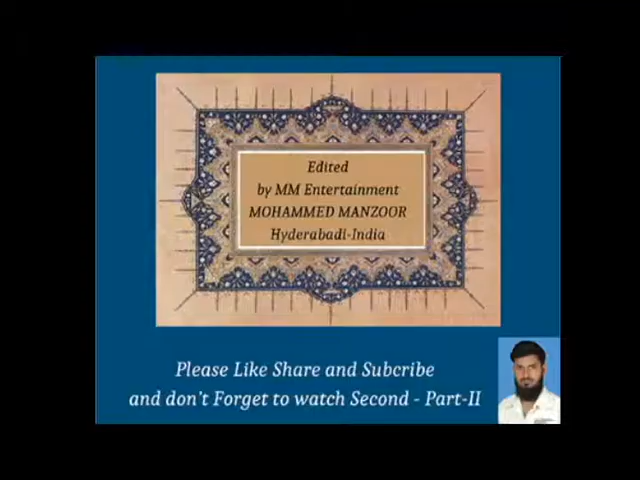 Edited
by MM Entertainment
MOHAMMED MANZOOR
Hyderabadi-India
Please Like Share and Subcribe
and don't Forget to watch Second - Part-II